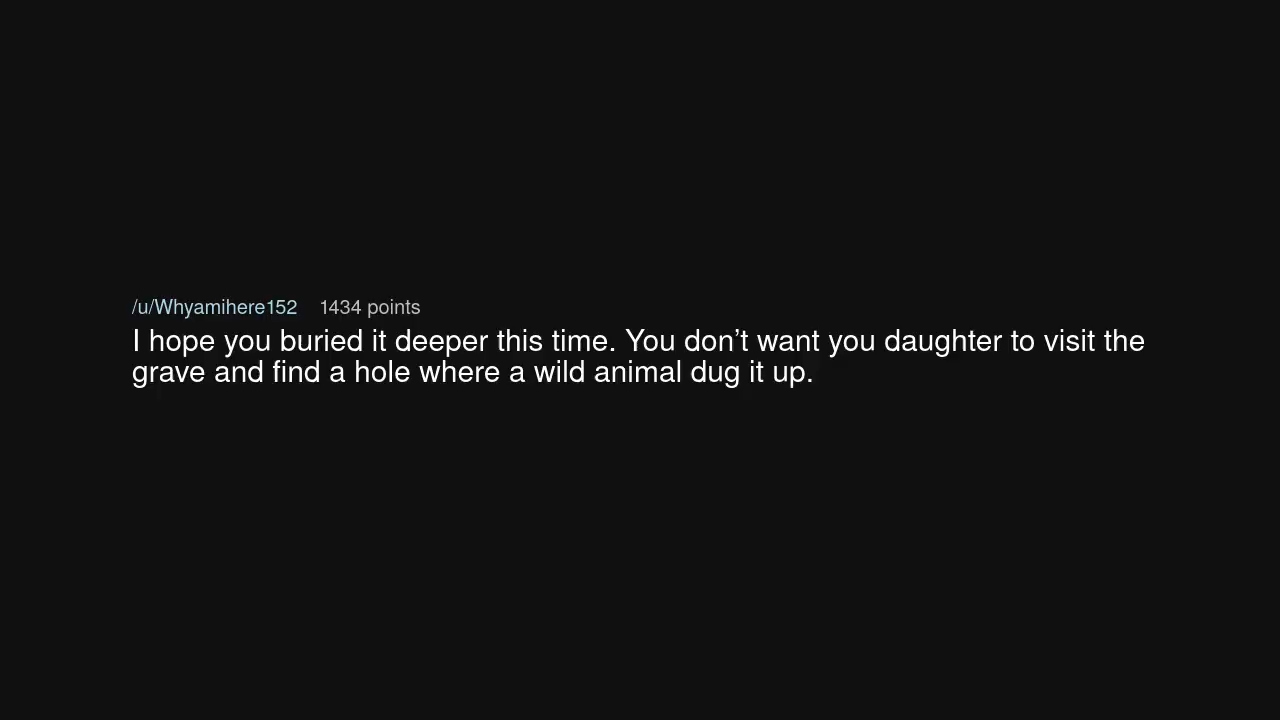 /u/Whyamihere152 1434 points
I hope you buried it deeper this time. You don’t want you daughter to visit the
grave and find a hole where a wild animal dug it up.